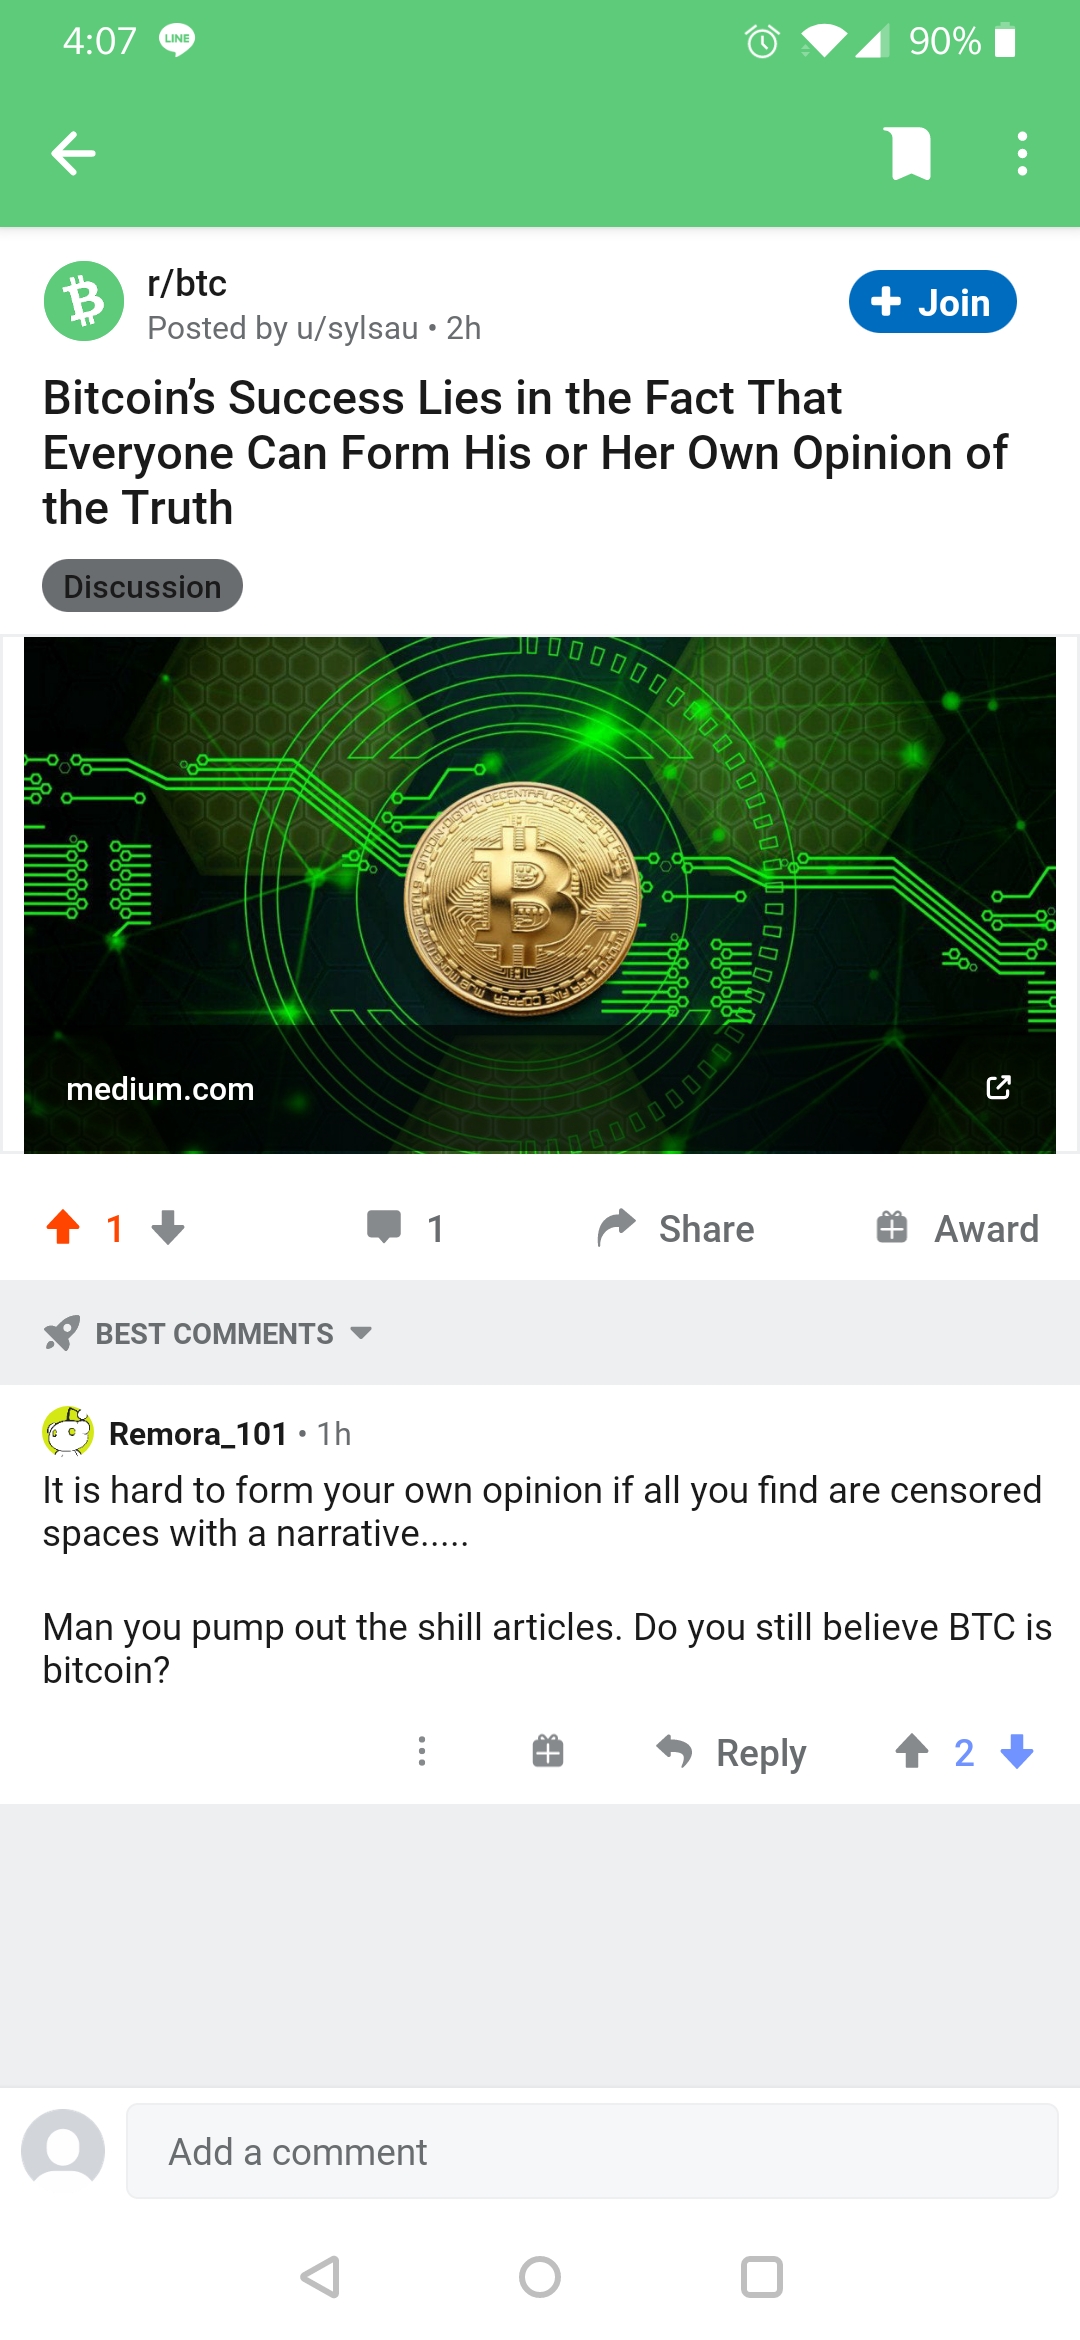 4:07 LINE 90%
r/btc
Posted by u/sylsau • 2h
+ Join
Bitcoin’s Success Lies in the Fact That
Everyone Can Form His or Her Own Opinion of
the Truth
Discussion
BITCOIN DIGITAL DECENTRALIZED
medium.com
1 1 Share Award
BEST COMMENTS
Remora_101 • 1h
It is hard to form your own opinion if all you find are censored
spaces with a narrative.....
Man you pump out the shill articles. Do you still believe BTC is
bitcoin?
Reply 2
Add a comment